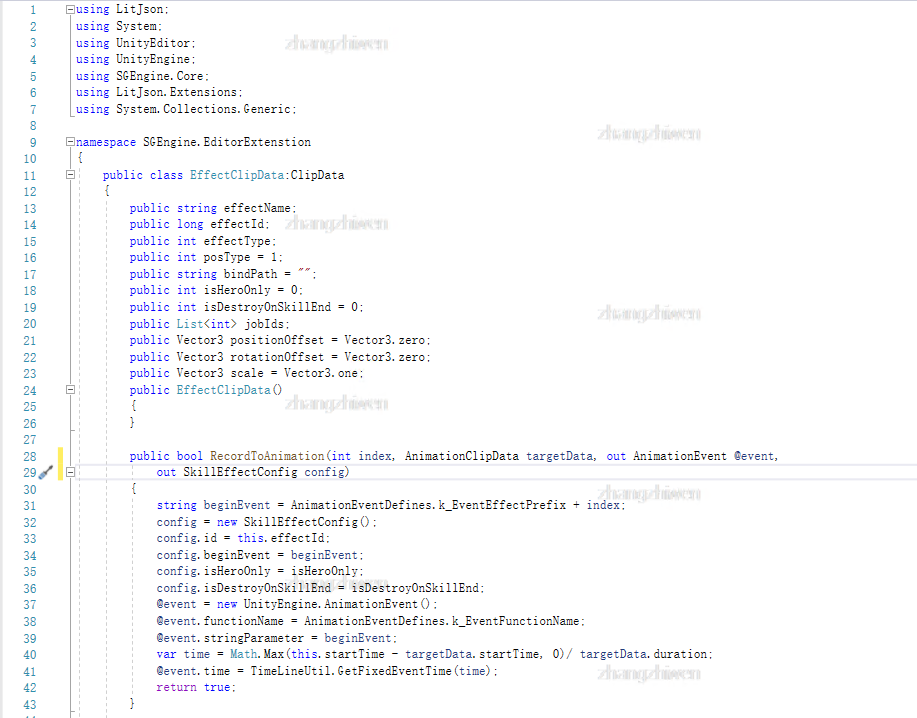 1 using LitJson;
2 using System;
3 using UnityEditor;
4 using UnityEngine;
5 using SGEngine.Core;
6 using LitJson.Extensions;
7 using System.Collections.Generic;
8
9 namespace SGEngine.EditorExtenstion
10 {
11 public class EffectClipData:ClipData
12 {
13 public string effectName;
14 public long effectId;
15 public int effectType;
16 public int posType = 1;
17 public string bindPath = "";
18 public int isHeroOnly = 0;
19 public int isDestroyOnSkillEnd = 0;
20 public List<int> jobIds;
21 public Vector3 positionOffset = Vector3.zero;
22 public Vector3 rotationOffset = Vector3.zero;
23 public Vector3 scale = Vector3.one;
24 public EffectClipData()
25 {
26 }
27
28 public bool RecordToAnimation(int index, AnimationClipData targetData, out AnimationEvent @event,
29 out SkillEffectConfig config)
30 {
31 string beginEvent = AnimationEventDefines.k_EventEffectPrefix + index;
32 config = new SkillEffectConfig();
33 config.id = this.effectId;
34 config.beginEvent = beginEvent;
35 config.isHeroOnly = isHeroOnly;
36 config.isDestroyOnSkillEnd = isDestroyOnSkillEnd;
37 @event = new UnityEngine.AnimationEvent();
38 @event.functionName = AnimationEventDefines.k_EventFunctionName;
39 @event.stringParameter = beginEvent;
40 var time = Math.Max(this.startTime - targetData.startTime, 0)/ targetData.duration;
41 @event.time = TimeLineUtil.GetFixedEventTime(time);
42 return true;
43 }